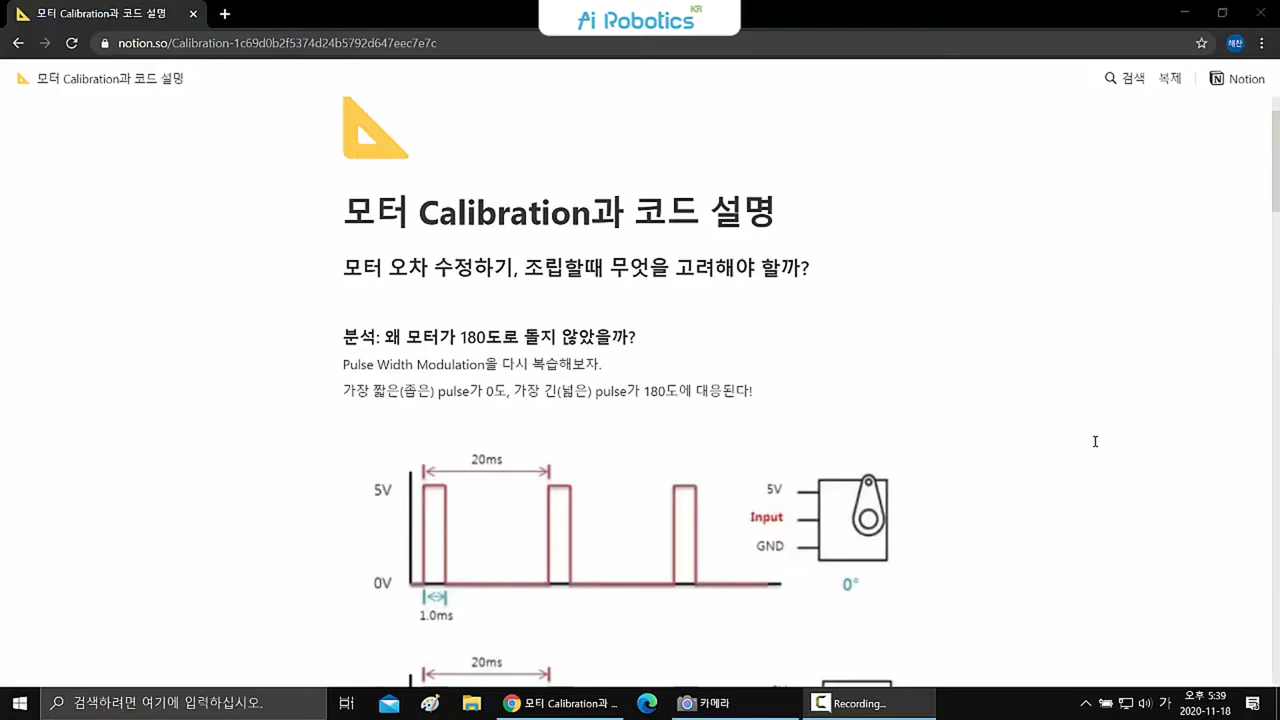 모터 Calibration과 코드 설명
Ai Robotics KR
notion.so/Calibration-1c69d0b2f5374d24b5792d647eec7e7c
해찬
모터 Calibration과 코드 설명
검색
복제
Notion
모터 Calibration과 코드 설명
모터 오차 수정하기, 조립할때 무엇을 고려해야 할까?
분석: 왜 모터가 180도로 돌지 않았을까?
Pulse Width Modulation을 다시 복습해보자.
가장 짧은(좁은) pulse가 0도, 가장 긴(넓은) pulse가 180도에 대응된다!
20ms
5V
0V
1.0ms
5V
Input
GND
0°
20ms
검색하려면 여기에 입력하십시오.
모터 Calibration과 ...
카메라
Recording...
가
오후 5:39
2020-11-18